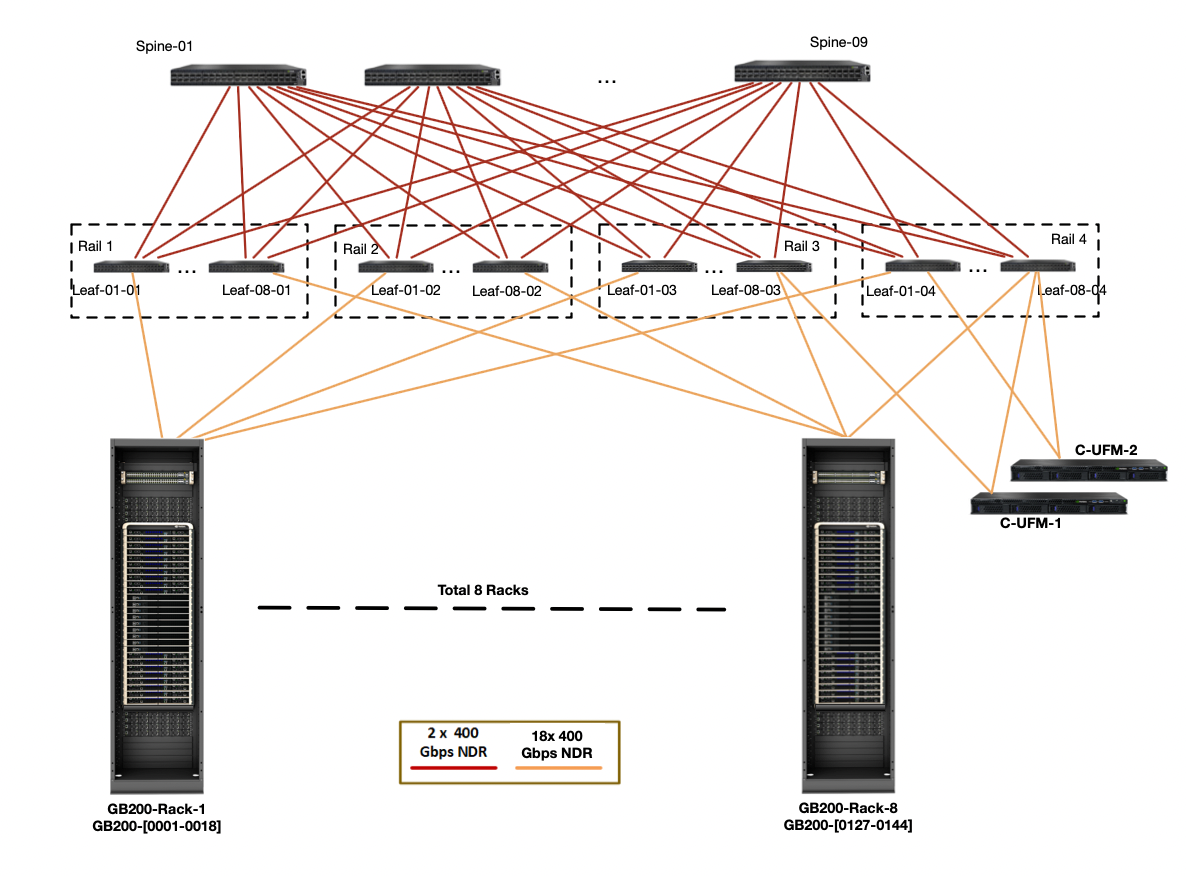 Spine-01
Spine-09
...
Rail 1
Rail 2
Rail 3
Rail 4
...
...
...
...
Leaf-01-01
Leaf-08-01
Leaf-01-02
Leaf-08-02
Leaf-01-03
Leaf-08-03
Leaf-01-04
Leaf-08-04
C-UFM-2
C-UFM-1
Total 8 Racks
2 x 400
Gbps NDR
18x 400
Gbps NDR
GB200-Rack-1
GB200-[0001-0018]
GB200-Rack-8
GB200-[0127-0144]